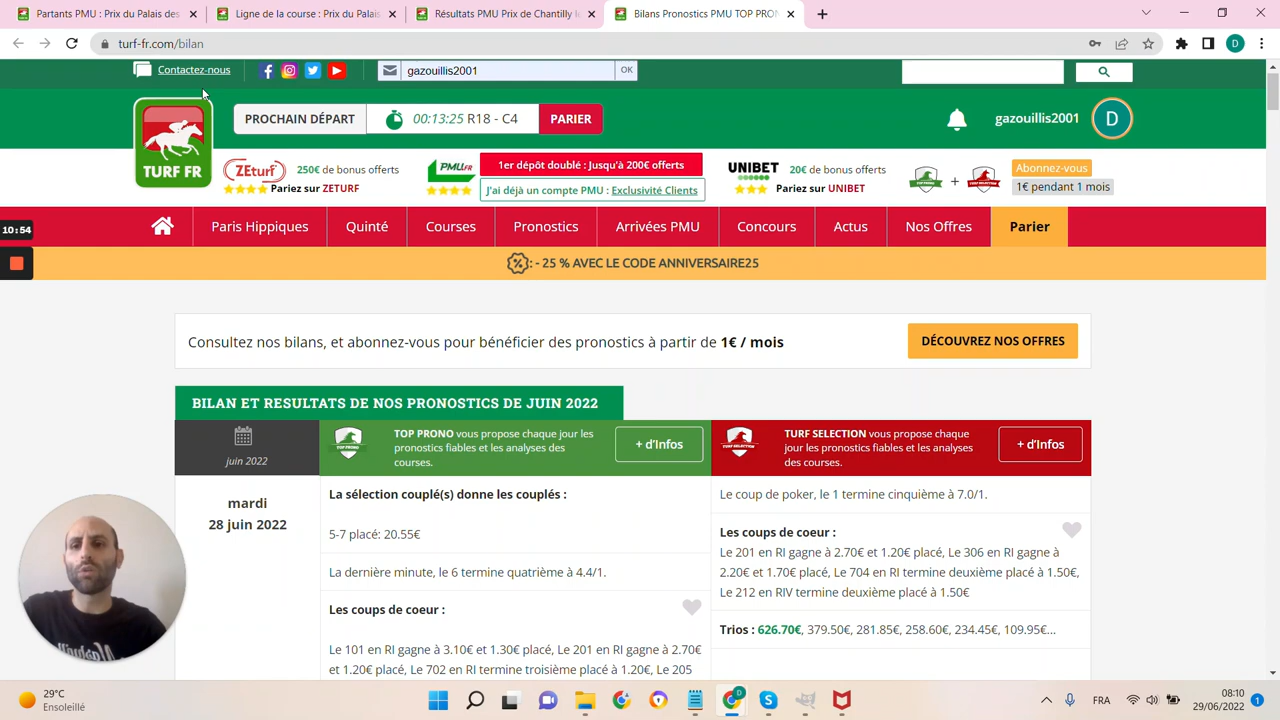 Partants PMU : Prix du Palais des
Ligne de la course : Prix du Palais
Résultats PMU Prix de Chantilly le
Bilans Pronostics PMU TOP PRON
turf-fr.com/bilan
D
Contactez-nous
gazouillis2001
OK
TURF FR
PROCHAIN DÉPART
00:13:25 R18 - C4
PARIER
gazouillis2001
D
ZEturf
250€ de bonus offerts
Pariez sur ZETURF
PMU.FR
1er dépôt doublé : Jusqu'à 200€ offerts
J'ai déjà un compte PMU : Exclusivité Clients
UNIBET
20€ de bonus offerts
Pariez sur UNIBET
+
Abonnez-vous
1€ pendant 1 mois
Paris Hippiques
Quinté
Courses
Pronostics
Arrivées PMU
Concours
Actus
Nos Offres
Parier
10:54
: - 25 % AVEC LE CODE ANNIVERSAIRE25
Consultez nos bilans, et abonnez-vous pour bénéficier des pronostics à partir de 1€ / mois
DÉCOUVREZ NOS OFFRES
BILAN ET RESULTATS DE NOS PRONOSTICS DE JUIN 2022
juin 2022
TOP PRONO
TOP PRONO vous propose chaque jour les
pronostics fiables et les analyses des
courses.
+ d'Infos
TURF SELECTION
TURF SELECTION vous propose chaque
jour les pronostics fiables et les analyses
des courses.
+ d'Infos
mardi
28 juin 2022
La sélection couplé(s) donne les couplés :
5-7 placé: 20.55€
La dernière minute, le 6 termine quatrième à 4.4/1.
Les coups de coeur :
Le 101 en RI gagne à 3.10€ et 1.30€ placé, Le 201 en RI gagne à 2.70€
et 1.20€ placé, Le 702 en RI termine troisième placé à 1.20€, Le 205
Le coup de poker, le 1 termine cinquième à 7.0/1.
Les coups de coeur :
Le 201 en RI gagne à 2.70€ et 1.20€ placé, Le 306 en RI gagne à
2.20€ et 1.70€ placé, Le 704 en RI termine deuxième placé à 1.50€,
Le 212 en RIV termine deuxième placé à 1.50€
Trios : 626.70€, 379.50€, 281.85€, 258.60€, 234.45€, 109.95€...
29°C
Ensoleillé
D
FRA
08:10
29/06/2022
1